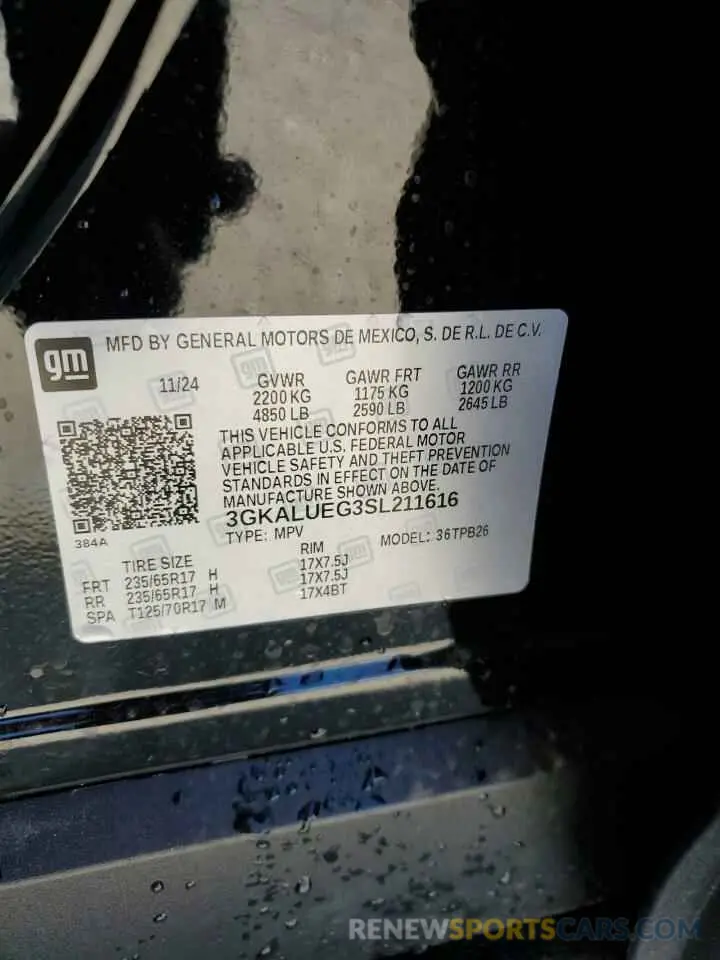 gm
MFD BY GENERAL MOTORS DE MEXICO, S. DE R.L. DE C.V.
11/24
GVWR GAWR FRT GAWR RR
2200 KG 1175 KG 1200 KG
4850 LB 2590 LB 2645 LB
THIS VEHICLE CONFORMS TO ALL
APPLICABLE U.S. FEDERAL MOTOR
VEHICLE SAFETY AND THEFT PREVENTION
STANDARDS IN EFFECT ON THE DATE OF
MANUFACTURE SHOWN ABOVE.
3GKALUEG3SL211616
TYPE: MPV MODEL: 36TPB26
384A
TIRE SIZE RIM
FRT 235/65R17 H 17X7.5J
RR 235/65R17 H 17X7.5J
SPA T125/70R17 M 17X4BT
RENEWSPORTSCARS.COM